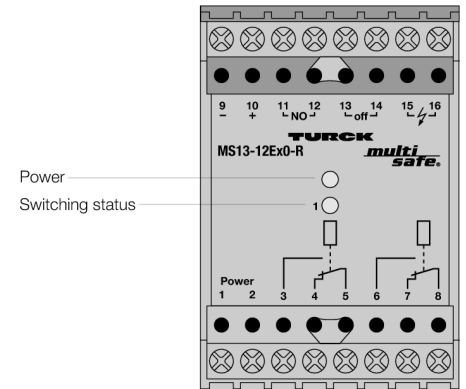 9 10 11 12 13 14 15 16
− + NO off
TURCK
MS13-12Ex0-R multi safe®
Power
Switching status 1
Power
1 2 3 4 5 6 7 8